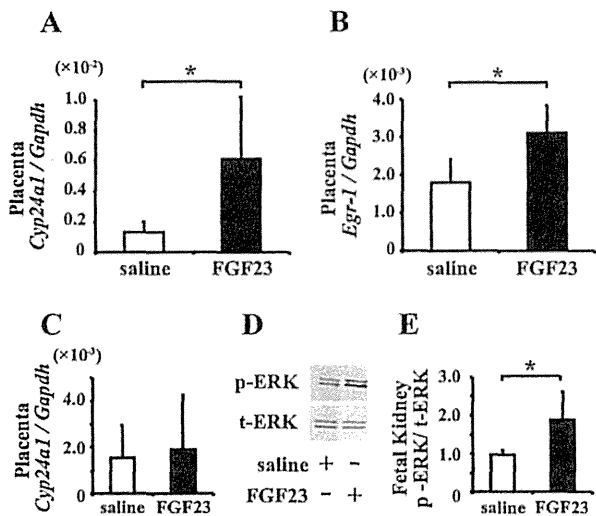 A
(×10⁻²)
Placenta
Cyp24a1 / Gapdh
1.0
0.6
0.4
0.2
0
*
saline
FGF23
B
(×10⁻³)
Placenta
Egr-1 / Gapdh
4.0
3.0
2.0
1.0
0
*
saline
FGF23
C
(×10⁻³)
Placenta
Cyp24a1 / Gapdh
4.0
2.0
0
saline
FGF23
D
p-ERK
t-ERK
saline + -
FGF23 - +
E
Fetal Kidney
p-ERK/ t-ERK
3.0
2.0
1.0
0
*
saline
FGF23